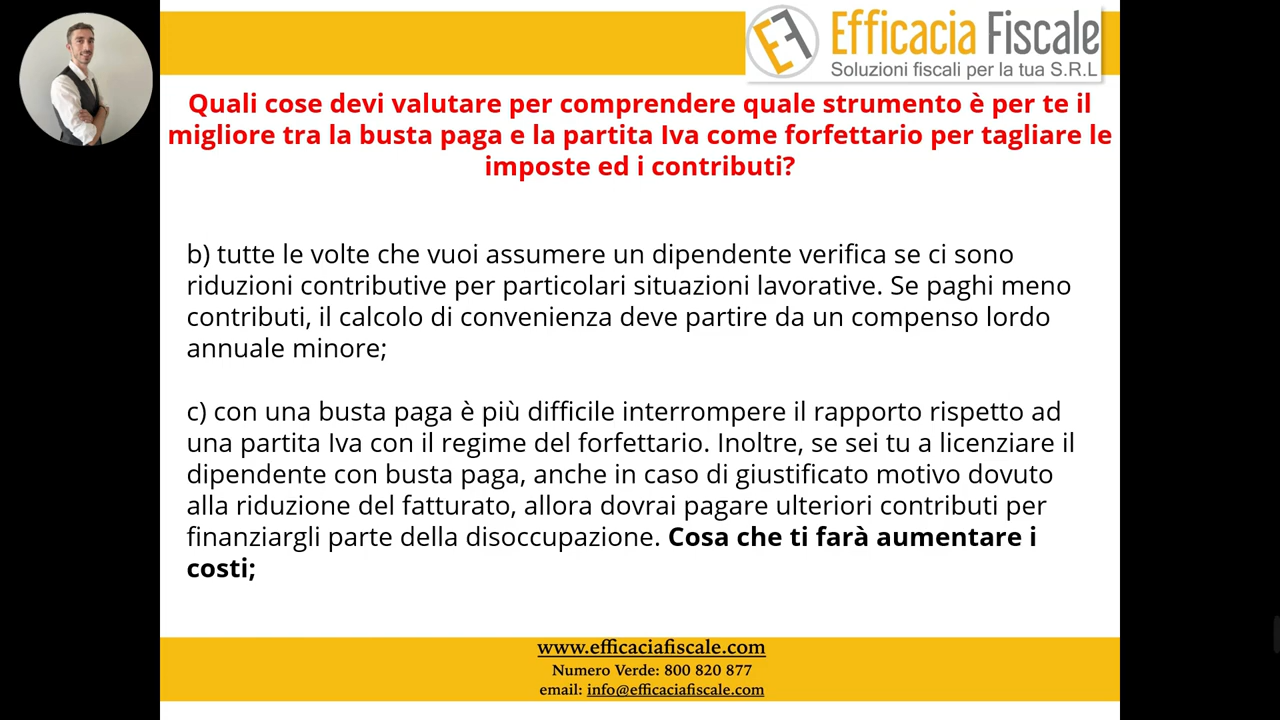 EF Efficacia Fiscale
Soluzioni fiscali per la tua S.R.L
Quali cose devi valutare per comprendere quale strumento è per te il
migliore tra la busta paga e la partita Iva come forfettario per tagliare le
imposte ed i contributi?
b) tutte le volte che vuoi assumere un dipendente verifica se ci sono
riduzioni contributive per particolari situazioni lavorative. Se paghi meno
contributi, il calcolo di convenienza deve partire da un compenso lordo
annuale minore;
c) con una busta paga è più difficile interrompere il rapporto rispetto ad
una partita Iva con il regime del forfettario. Inoltre, se sei tu a licenziare il
dipendente con busta paga, anche in caso di giustificato motivo dovuto
alla riduzione del fatturato, allora dovrai pagare ulteriori contributi per
finanziargli parte della disoccupazione. Cosa che ti farà aumentare i
costi;
www.efficaciafiscale.com
Numero Verde: 800 820 877
email: info@efficaciafiscale.com